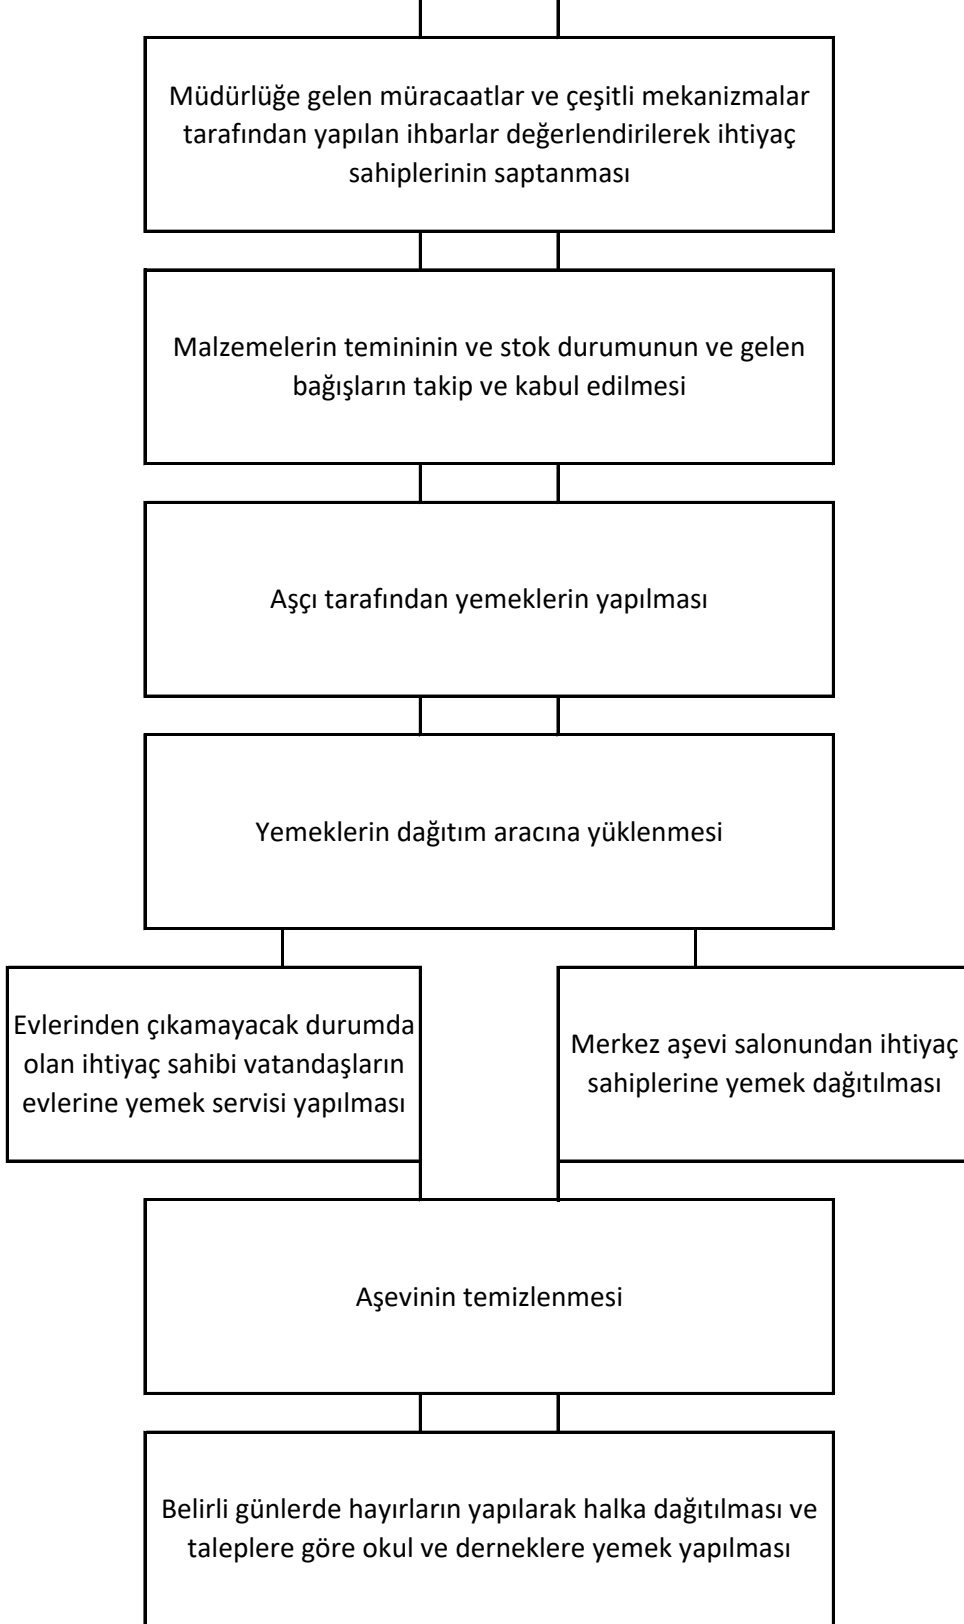 Müdürlüğe gelen müracaatlar ve çeşitli mekanizmalar
tarafından yapılan ihbarlar değerlendirilerek ihtiyaç
sahiplerinin saptanması
Malzemelerin temininin ve stok durumunun ve gelen
bağışların takip ve kabul edilmesi
Aşçı tarafından yemeklerin yapılması
Yemeklerin dağıtım aracına yüklenmesi
Evlerinden çıkamayacak durumda
olan ihtiyaç sahibi vatandaşların
evlerine yemek servisi yapılması
Merkez aşevi salonundan ihtiyaç
sahiplerine yemek dağıtılması
Aşevinin temizlenmesi
Belirli günlerde hayırların yapılarak halka dağıtılması ve
taleplere göre okul ve derneklere yemek yapılması